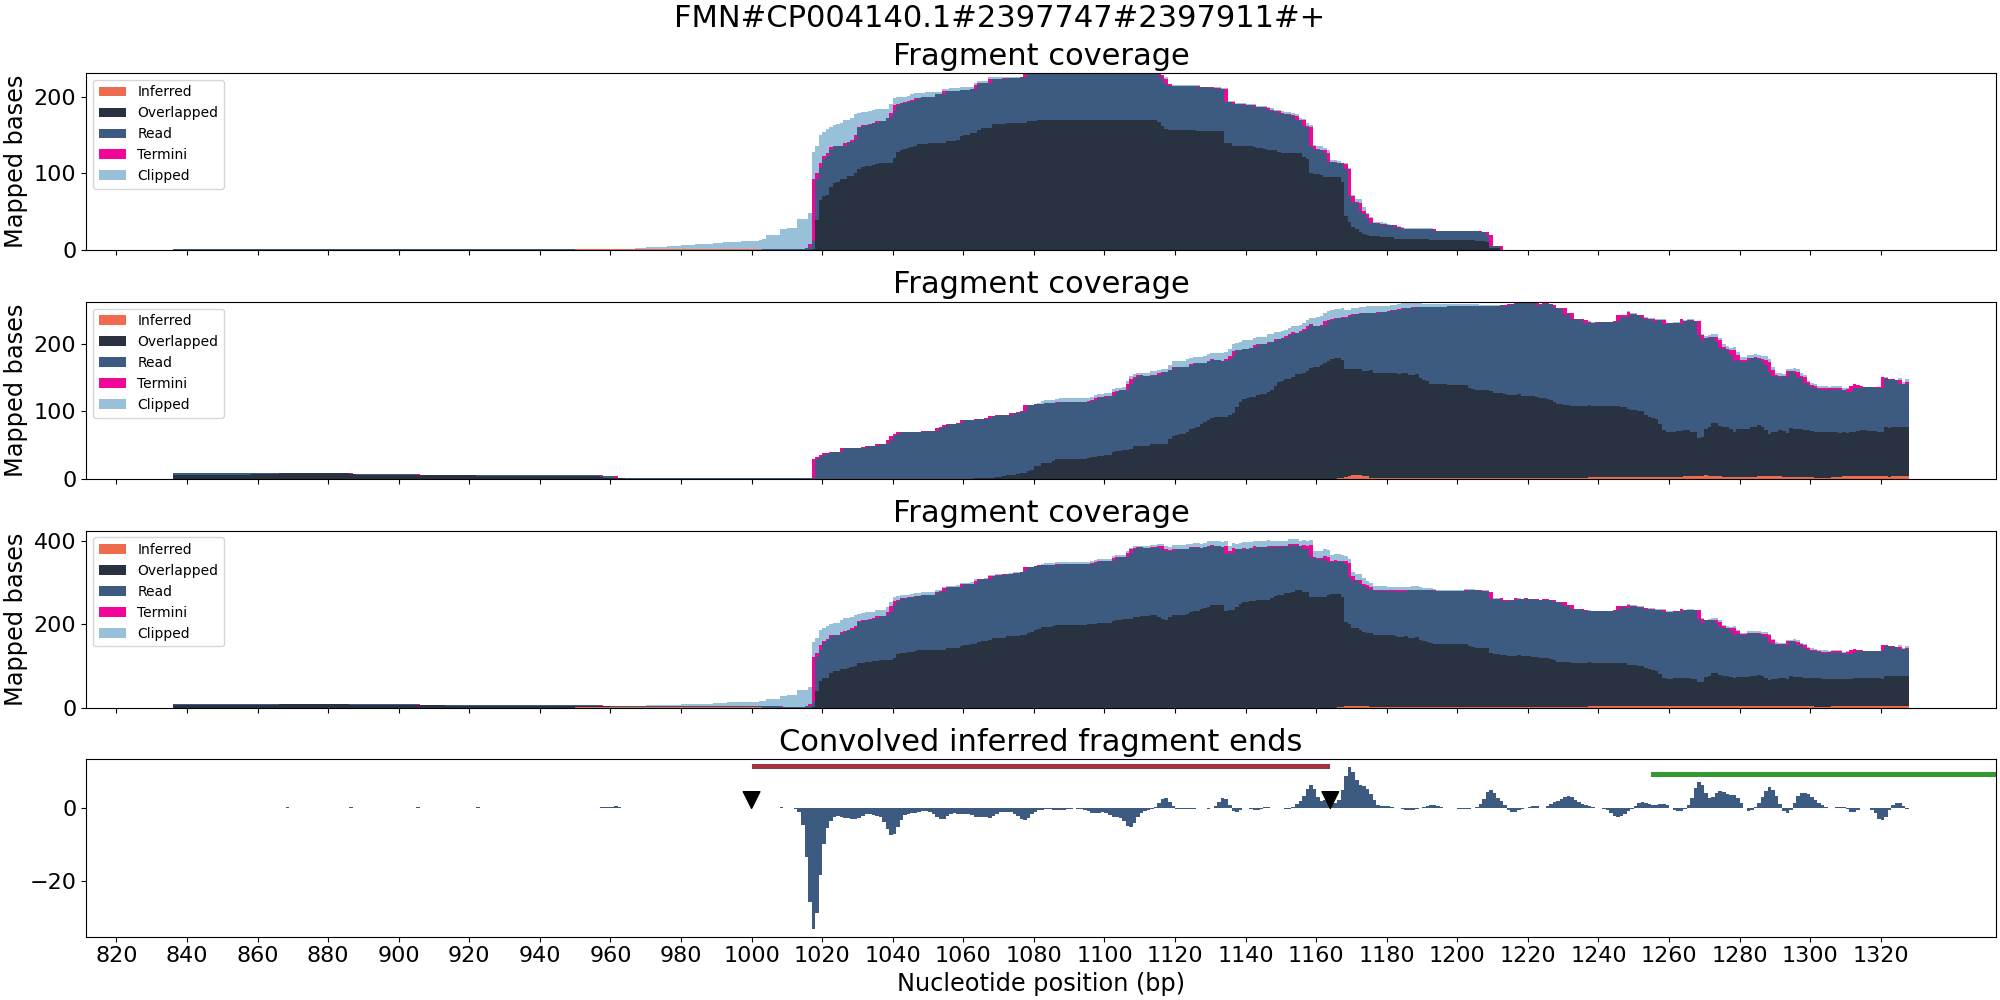 FMN#CP004140.1#2397747#2397911#+
Fragment coverage
Mapped bases
200
100
0
Inferred
Overlapped
Read
Termini
Clipped
Fragment coverage
Mapped bases
200
100
0
Inferred
Overlapped
Read
Termini
Clipped
Fragment coverage
Mapped bases
400
200
0
Inferred
Overlapped
Read
Termini
Clipped
Convolved inferred fragment ends
0
−20
820 840 860 880 900 920 940 960 980 1000 1020 1040 1060 1080 1100 1120 1140 1160 1180 1200 1220 1240 1260 1280 1300 1320
Nucleotide position (bp)